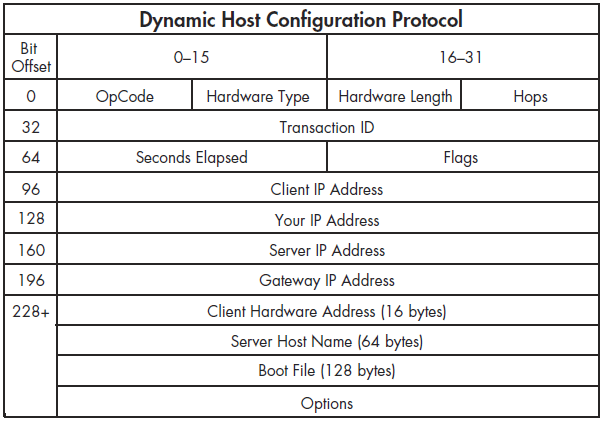 Dynamic Host Configuration Protocol
Bit Offset 0–15 16–31
0 OpCode Hardware Type Hardware Length Hops
32 Transaction ID
64 Seconds Elapsed Flags
96 Client IP Address
128 Your IP Address
160 Server IP Address
196 Gateway IP Address
228+ Client Hardware Address (16 bytes)
Server Host Name (64 bytes)
Boot File (128 bytes)
Options